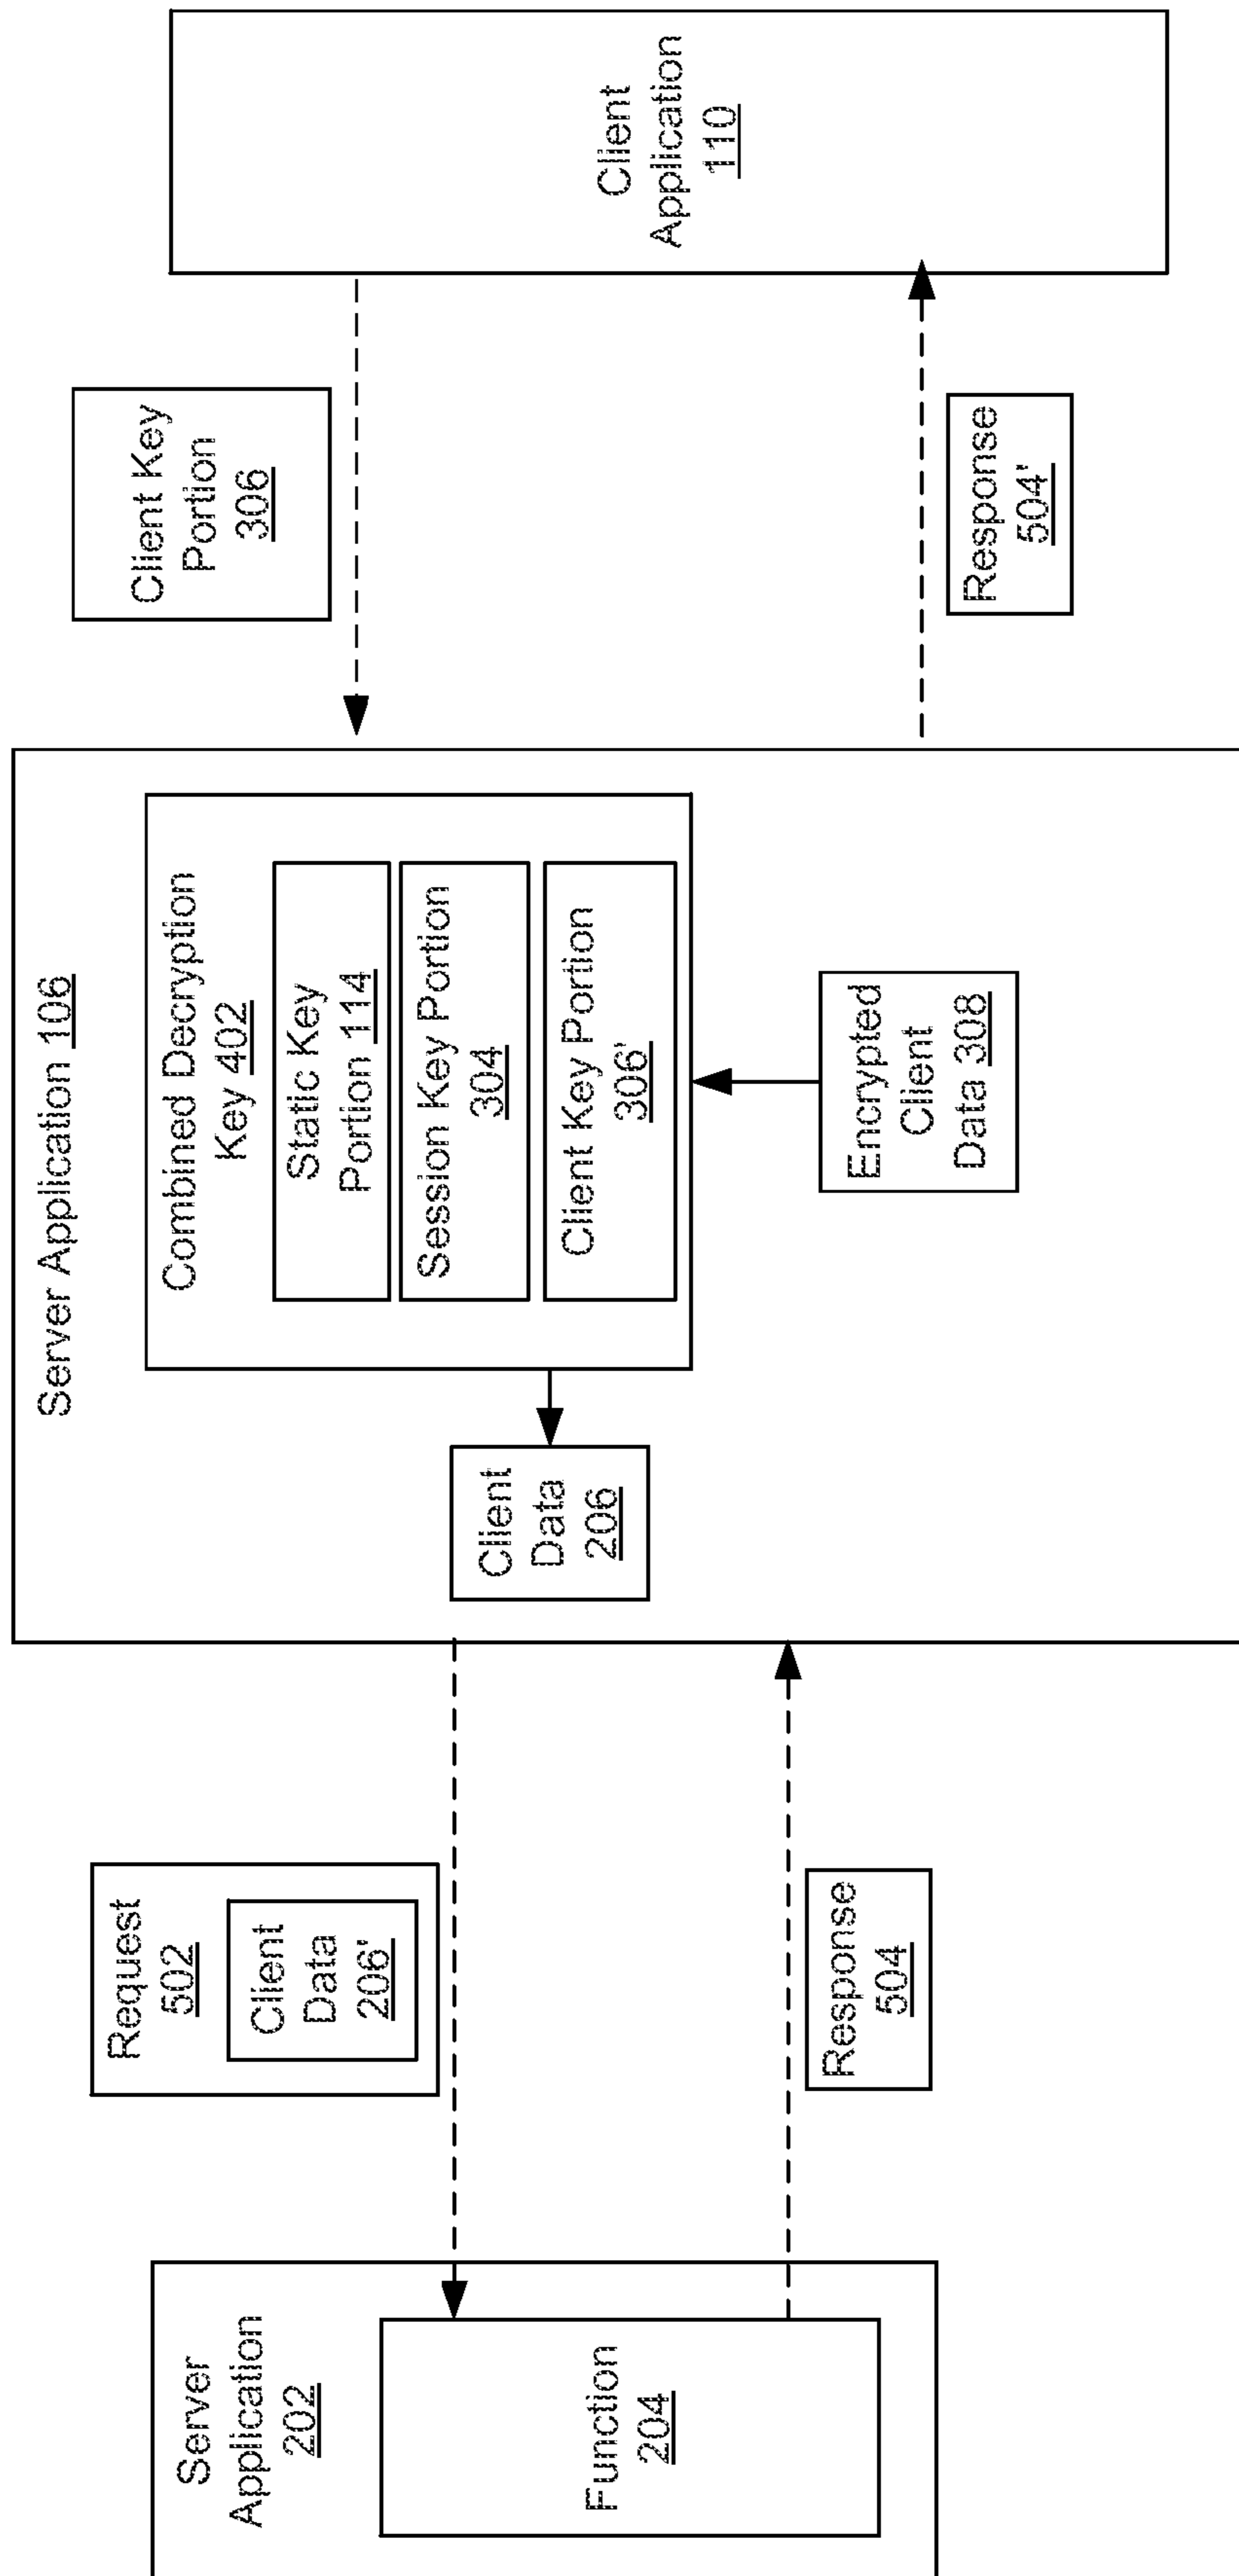 Server
Application
202
Function
204
Request
502
Client
Data
206'
Response
504
Server Application 106
Client
Data
206
Combined Decryption
Key 402
Static Key
Portion 114
Session Key Portion
304
Client Key Portion
306'
Encrypted
Client
Data 308
Client Key
Portion
306
Response
504'
Client
Application
110